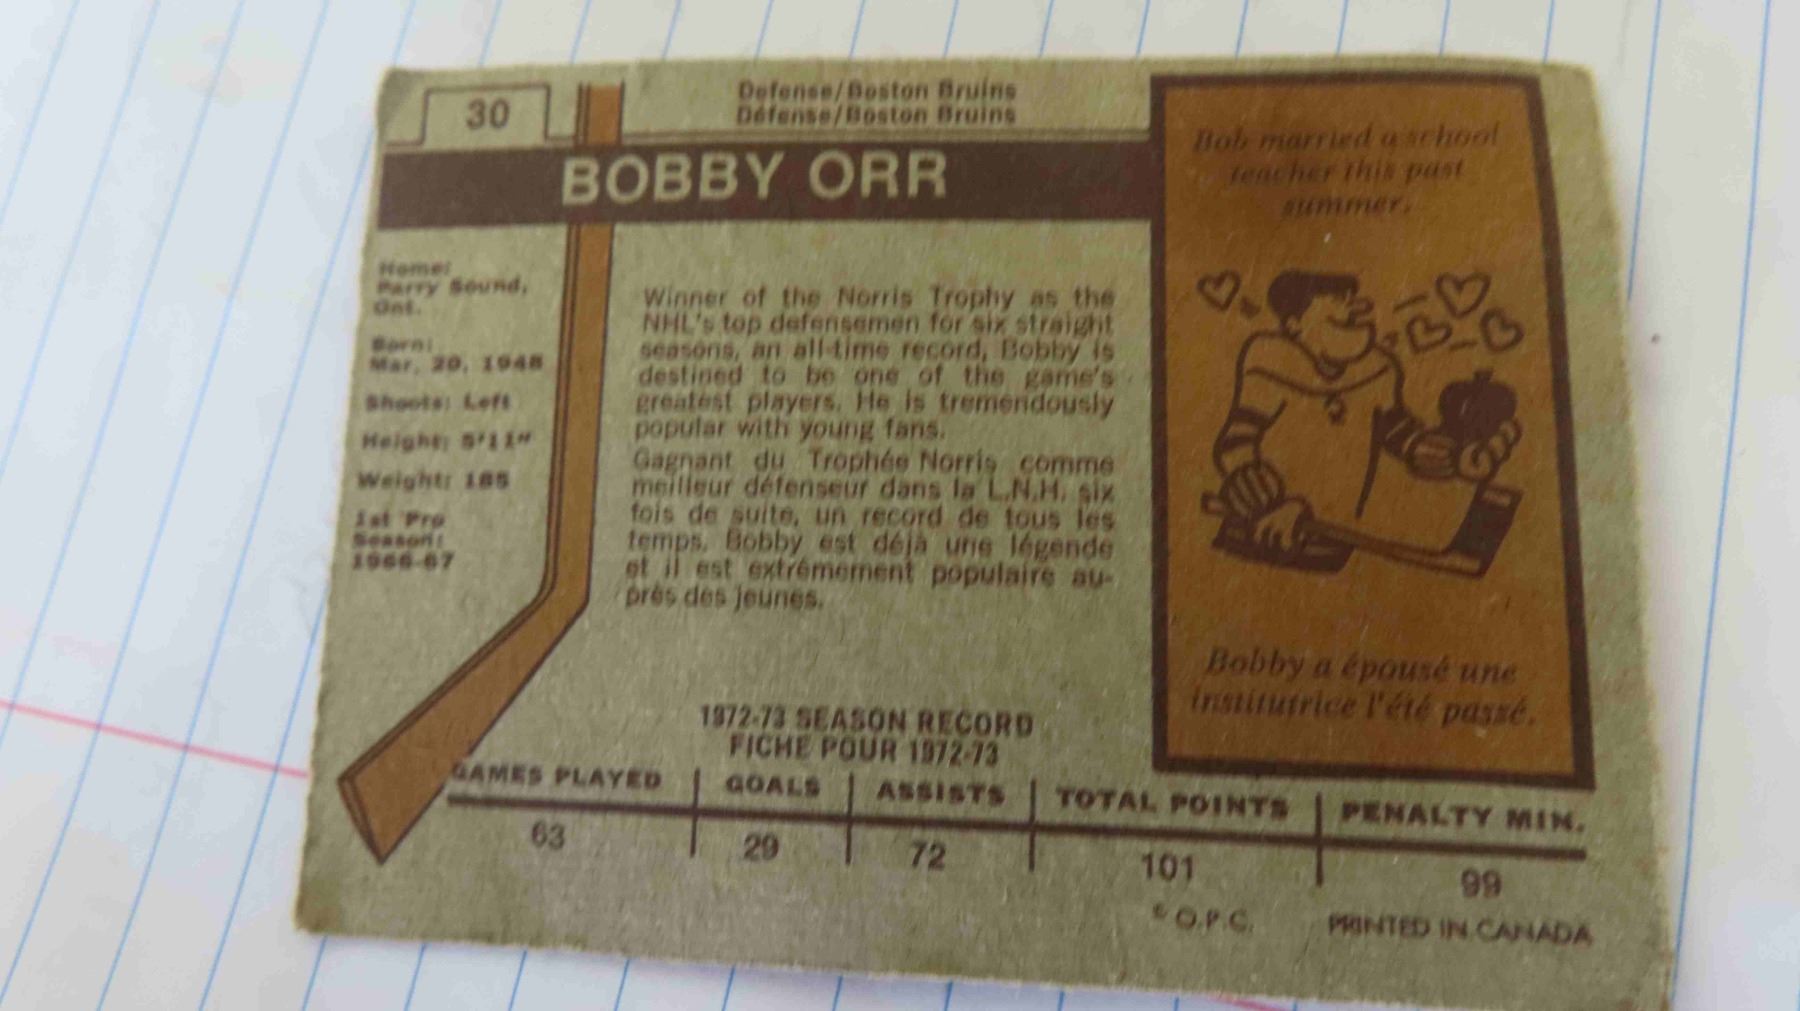 30
Defense/Boston Bruins
Défense/Boston Bruins
BOBBY ORR
Home:
Parry Sound,
Ont.
Born:
Mar. 20, 1948
Shoots: Left
Height: 5'11"
Weight: 185
1st Pro
Season:
1966-67
Winner of the Norris Trophy as the
NHL's top defensemen for six straight
seasons, an all-time record, Bobby is
destined to be one of the game's
greatest players. He is tremendously
popular with young fans.
Gagnant du Trophée Norris comme
meilleur défenseur dans la L.N.H. six
fois de suite, un record de tous les
temps. Bobby est déjà une légende
et il est extrêmement populaire au-
près des jeunes.
Bob married a school
teacher this past
summer.
Bobby a épousé une
institutrice l'été passé.
1972-73 SEASON RECORD
FICHE POUR 1972-73
GAMES PLAYED GOALS ASSISTS TOTAL POINTS PENALTY MIN.
63 29 72 101 99
© O.P.C. PRINTED IN CANADA